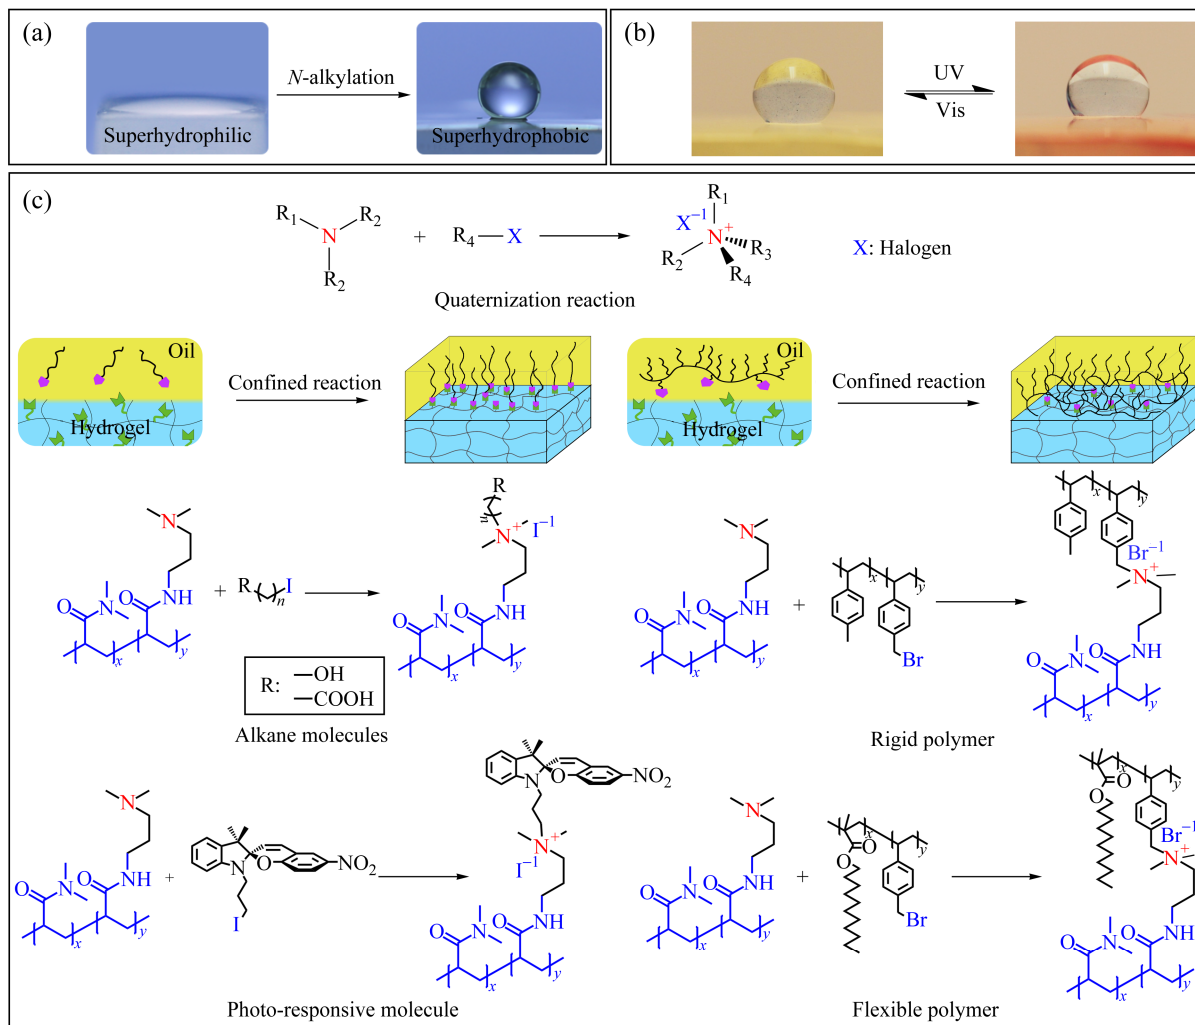 (a)
N-alkylation
Superhydrophilic
Superhydrophobic
(b)
UV
Vis
(c)
R1 R2 N R2
+
R4 X
R1 X−1 N+ R2 R3 R4
X: Halogen
Quaternization reaction
Oil
Hydrogel
Confined reaction
Oil
Hydrogel
Confined reaction
N O N O NH x y
+
R I n
R n N+ I−1 O N O NH x y
R: OH
COOH
Alkane molecules
N O N O NH x y
+
x y Br
x y Br−1 N+ O N O NH x y
Rigid polymer
N O N O NH x y
+
N O NO2 I
N O NO2 N+ I−1 O N O NH x y
Photo-responsive molecule
N O N O NH x y
+
x y O O Br
x y O O Br−1 N+ O N O NH x y
Flexible polymer